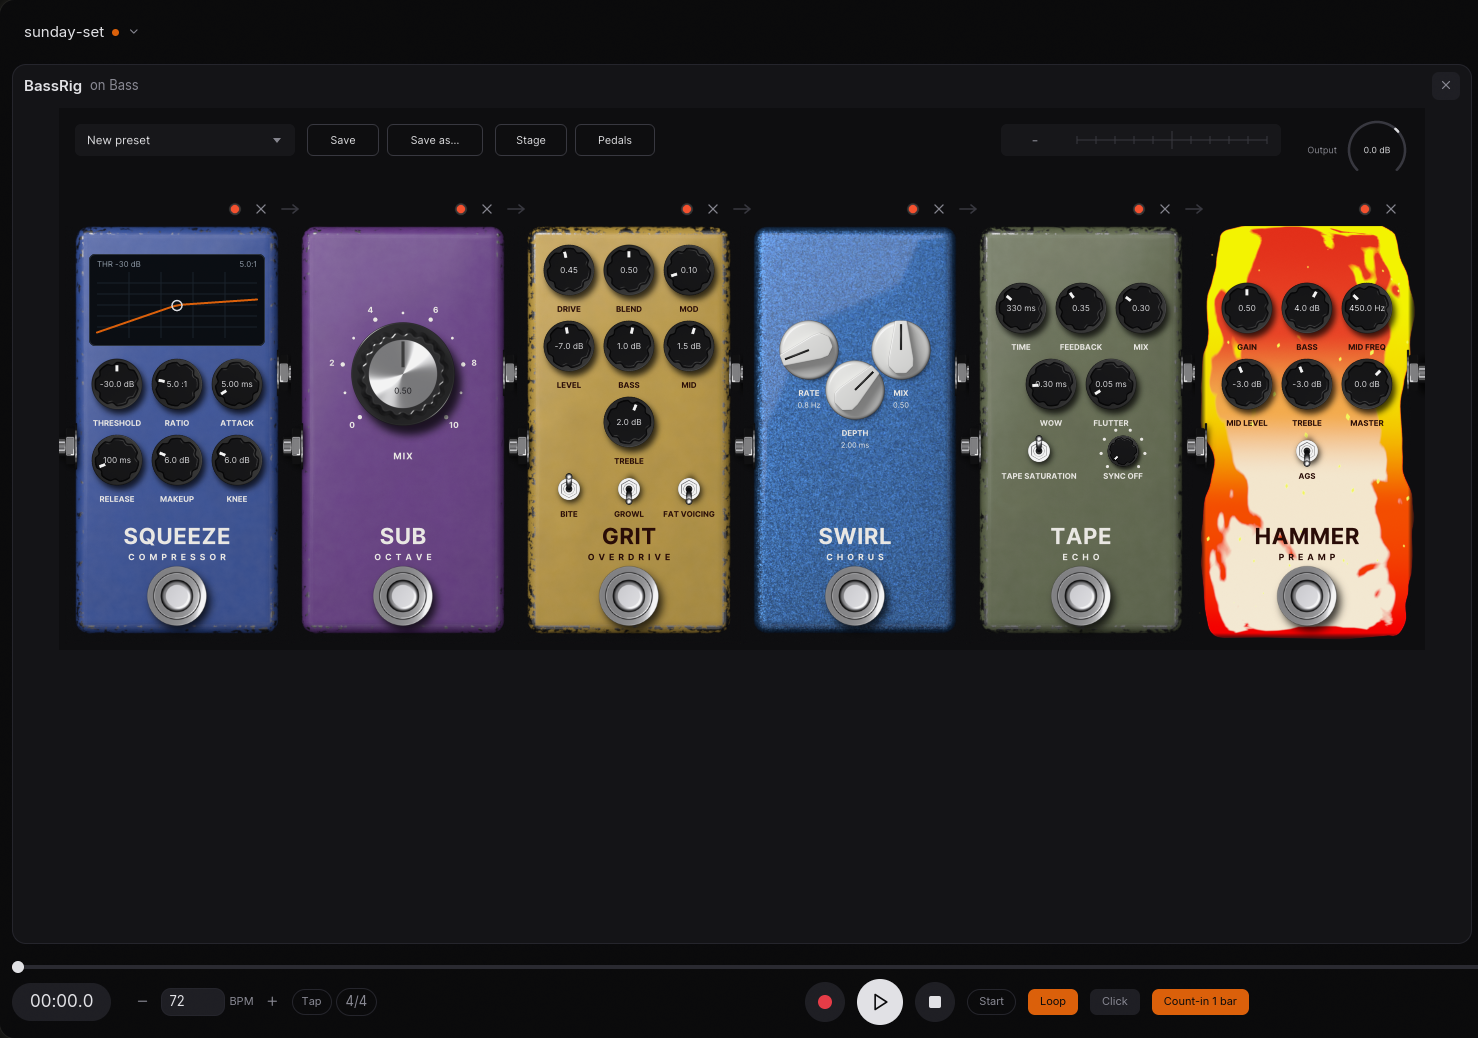 sunday-set
BassRig on Bass
New preset Save Save as... Stage Pedals - Output 0.0 dB
THR -30 dB 5.0:1
-30.0 dB 5.0 :1 5.00 ms
THRESHOLD RATIO ATTACK
100 ms 6.0 dB 6.0 dB
RELEASE MAKEUP KNEE
SQUEEZE
COMPRESSOR
4 6
2 8
0.50
0 10
MIX
SUB
OCTAVE
0.45 0.50 0.10
DRIVE BLEND MOD
-7.0 dB 1.0 dB 1.5 dB
LEVEL BASS MID
2.0 dB
TREBLE
BITE GROWL FAT VOICING
GRIT
OVERDRIVE
RATE MIX
0.8 Hz 0.50
DEPTH
2.00 ms
SWIRL
CHORUS
330 ms 0.35 0.30
TIME FEEDBACK MIX
0.30 ms 0.05 ms
WOW FLUTTER
TAPE SATURATION SYNC OFF
TAPE
ECHO
0.50 4.0 dB 450.0 Hz
GAIN BASS MID FREQ
-3.0 dB -3.0 dB 0.0 dB
MID LEVEL TREBLE MASTER
AGS
HAMMER
PREAMP
00:00.0 − 72 BPM + Tap 4/4 Start Loop Click Count-in 1 bar